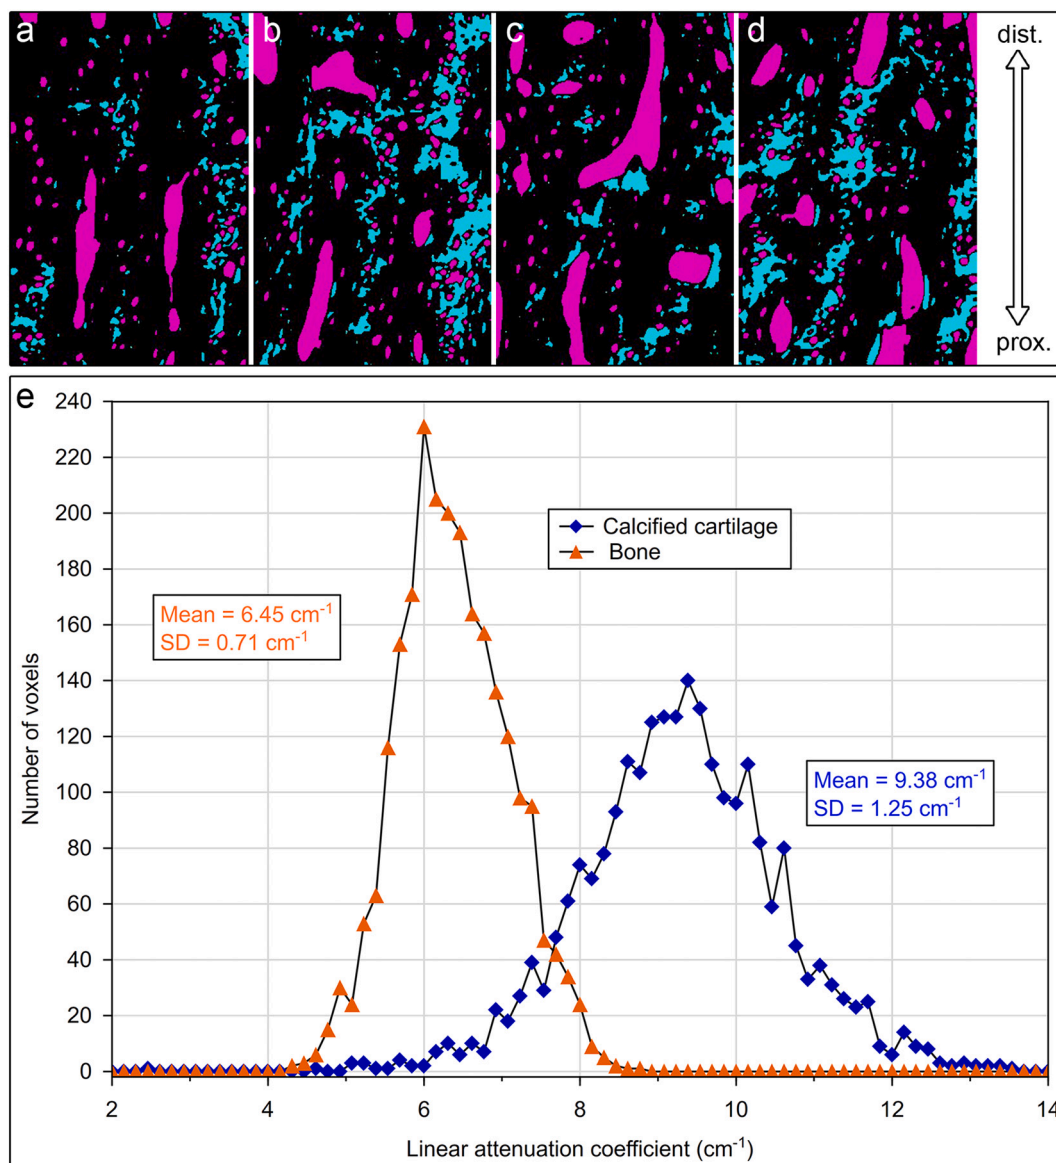 a
b
c
d
dist.
prox.
e
240
220
200
180
160
140
120
100
80
60
40
20
0
Number of voxels
Calcified cartilage
Bone
Mean = 6.45 cm⁻¹
SD = 0.71 cm⁻¹
Mean = 9.38 cm⁻¹
SD = 1.25 cm⁻¹
2 4 6 8 10 12 14
Linear attenuation coefficient (cm⁻¹)